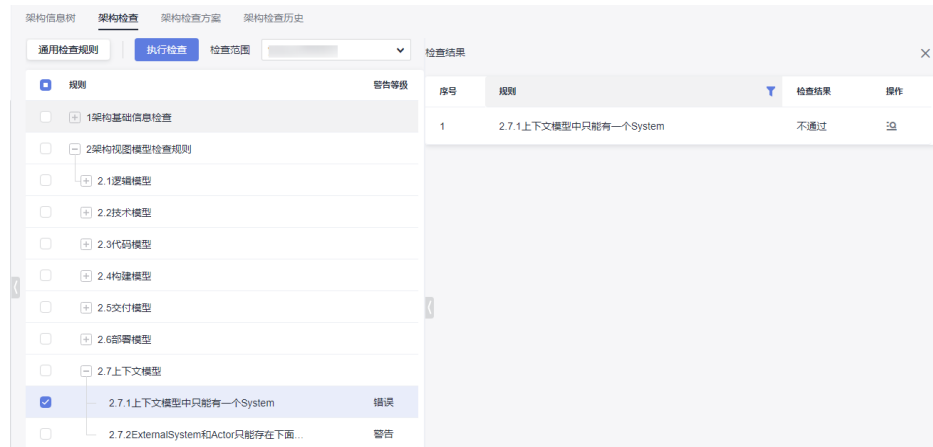 架构信息树 架构检查 架构检查方案 架构检查历史
通用检查规则 执行检查 检查范围
检查结果
规则 警告等级
序号 规则 检查结果 操作
1架构基础信息检查
1 2.7.1上下文模型中只能有一个System 不通过
2架构视图模型检查规则
2.1逻辑模型
2.2技术模型
2.3代码模型
2.4构建模型
2.5交付模型
2.6部署模型
2.7上下文模型
2.7.1上下文模型中只能有一个System 错误
2.7.2ExternalSystem和Actor只能存在下面... 警告